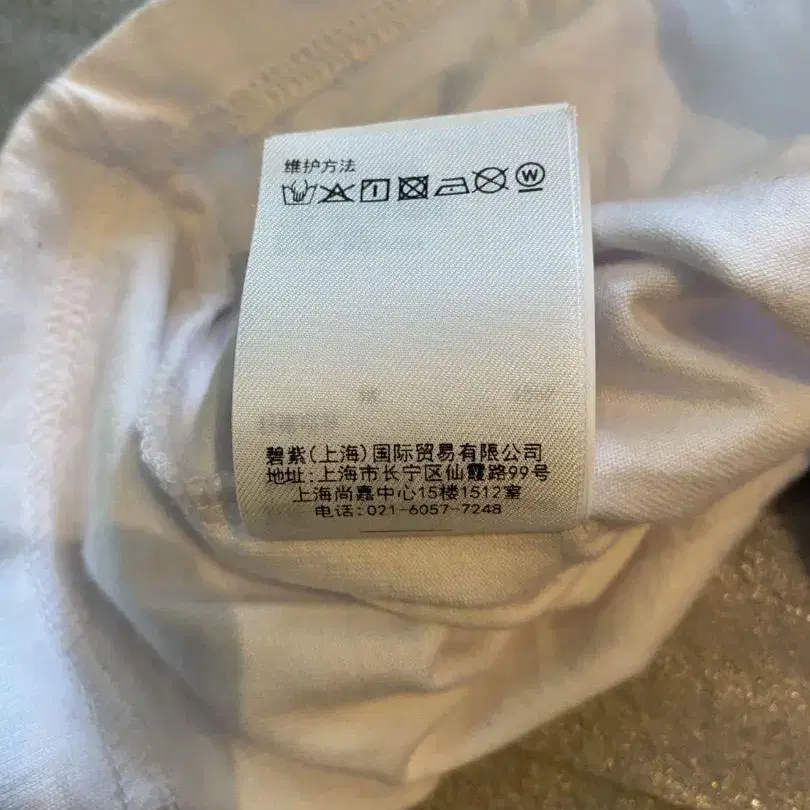 维护方法
W
碧紫(上海)国际贸易有限公司
地址:上海市长宁区仙霞路99号
上海尚嘉中心15楼1512室
电话:021-6057-7248